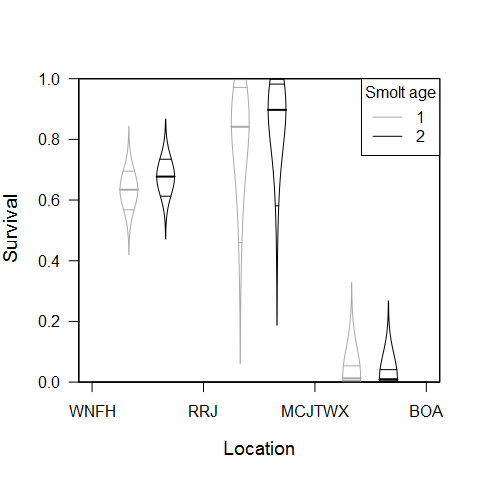 Smolt age
1
2
1.0
0.8
0.6
0.4
0.2
0.0
Survival
WNFH RRJ MCJTWX BOA
Location